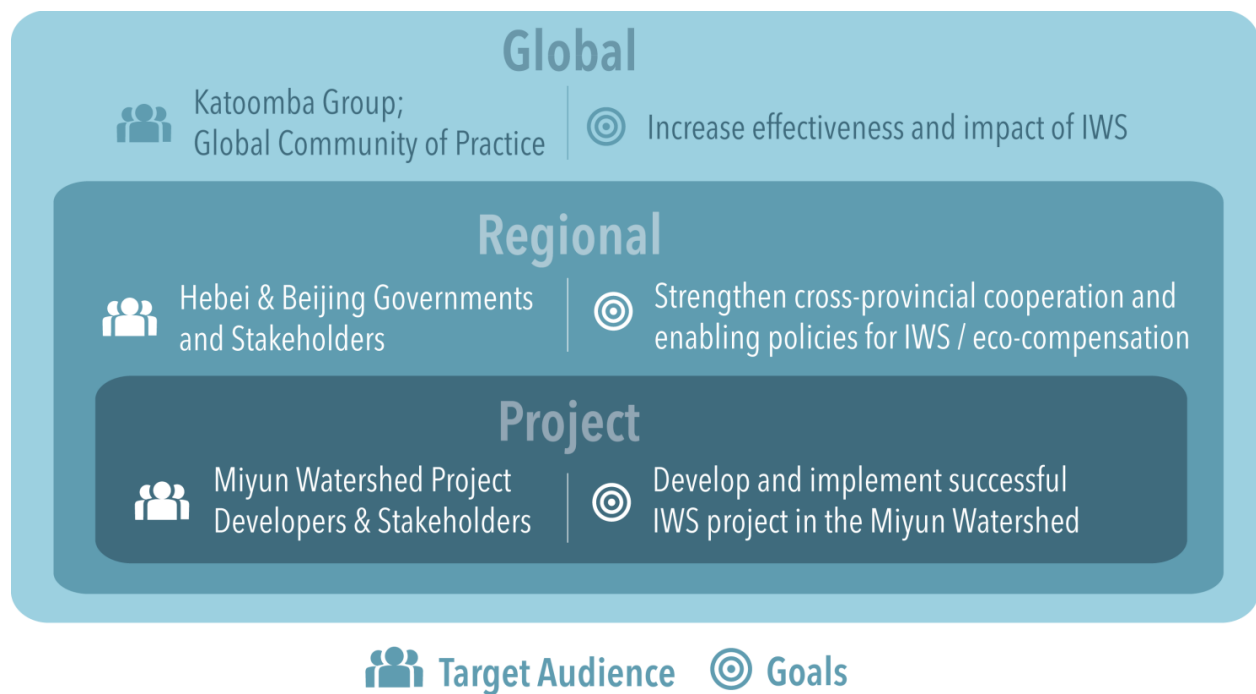 Global
Katoomba Group;
Global Community of Practice
Increase effectiveness and impact of IWS
Regional
Hebei & Beijing Governments
and Stakeholders
Strengthen cross-provincial cooperation and
enabling policies for IWS / eco-compensation
Project
Miyun Watershed Project
Developers & Stakeholders
Develop and implement successful
IWS project in the Miyun Watershed
Target Audience
Goals